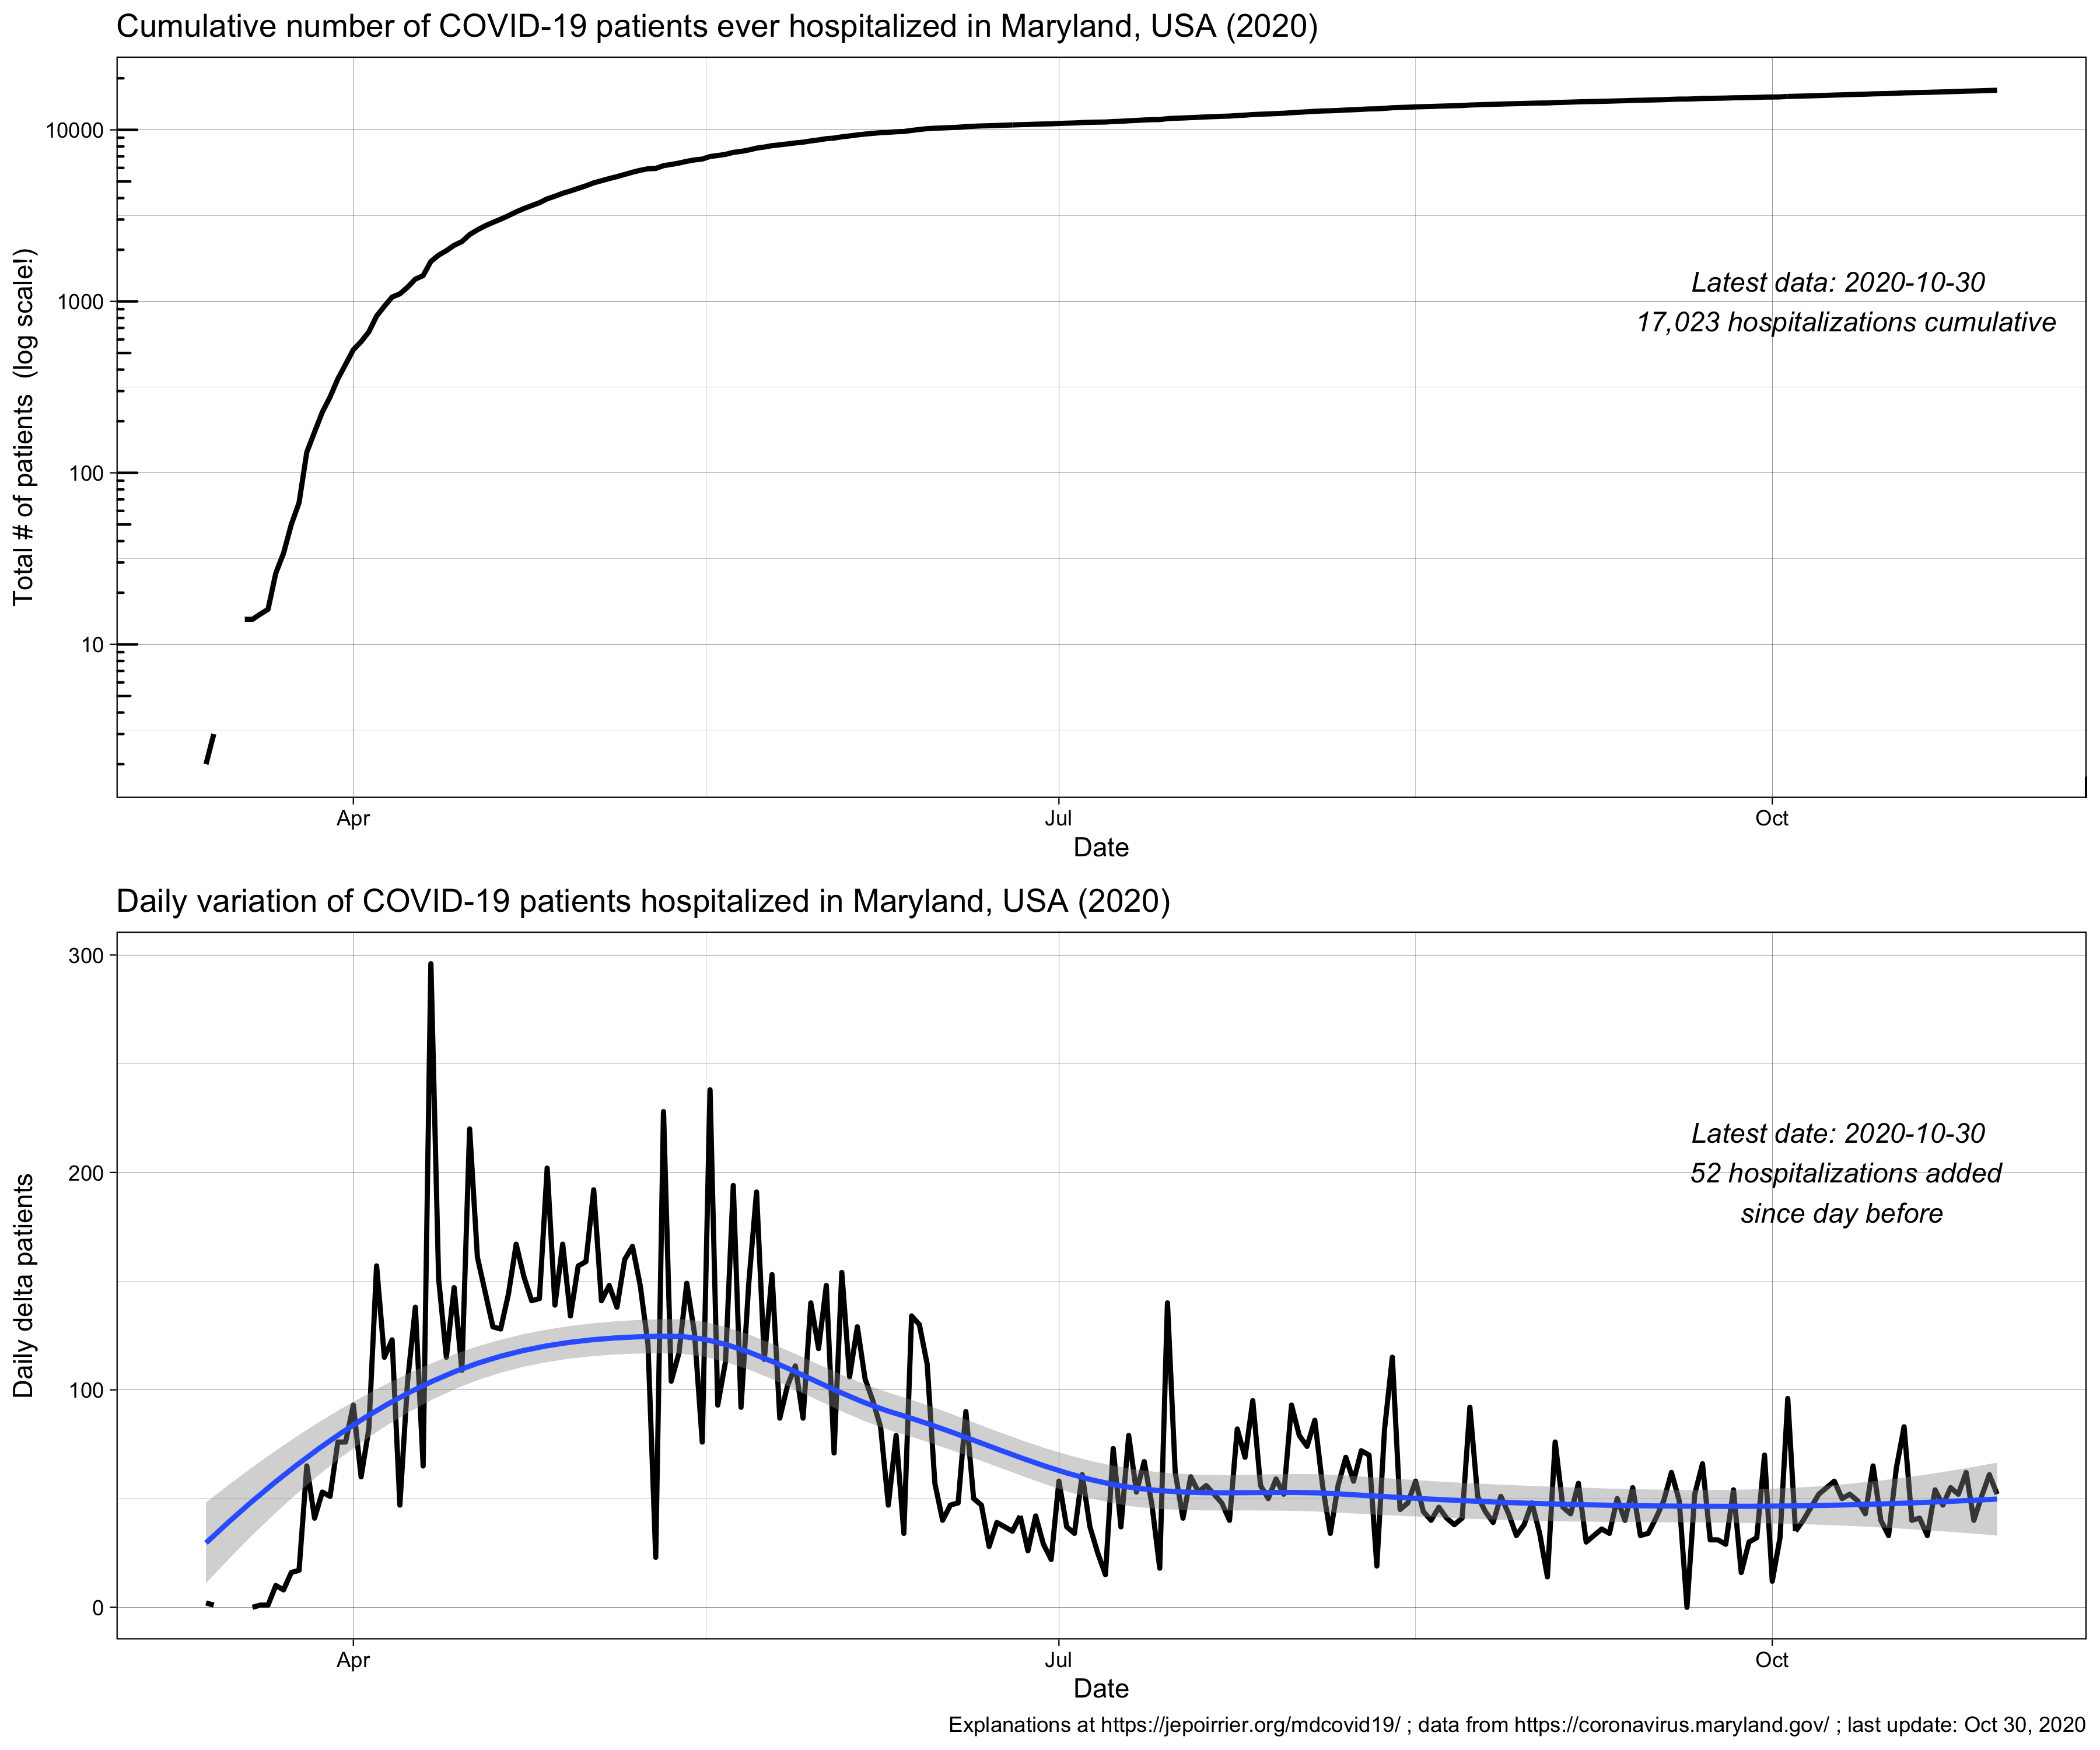 Cumulative number of COVID-19 patients ever hospitalized in Maryland, USA (2020)
Total # of patients  (log scale!)
10000
1000
100
10
Latest data: 2020-10-30
17,023 hospitalizations cumulative
Apr
Jul
Oct
Date
Daily variation of COVID-19 patients hospitalized in Maryland, USA (2020)
Daily delta patients
300
200
100
0
Latest date: 2020-10-30
52 hospitalizations added
since day before
Apr
Jul
Oct
Date
Explanations at https://jepoirrier.org/mdcovid19/ ; data from https://coronavirus.maryland.gov/ ; last update: Oct 30, 2020